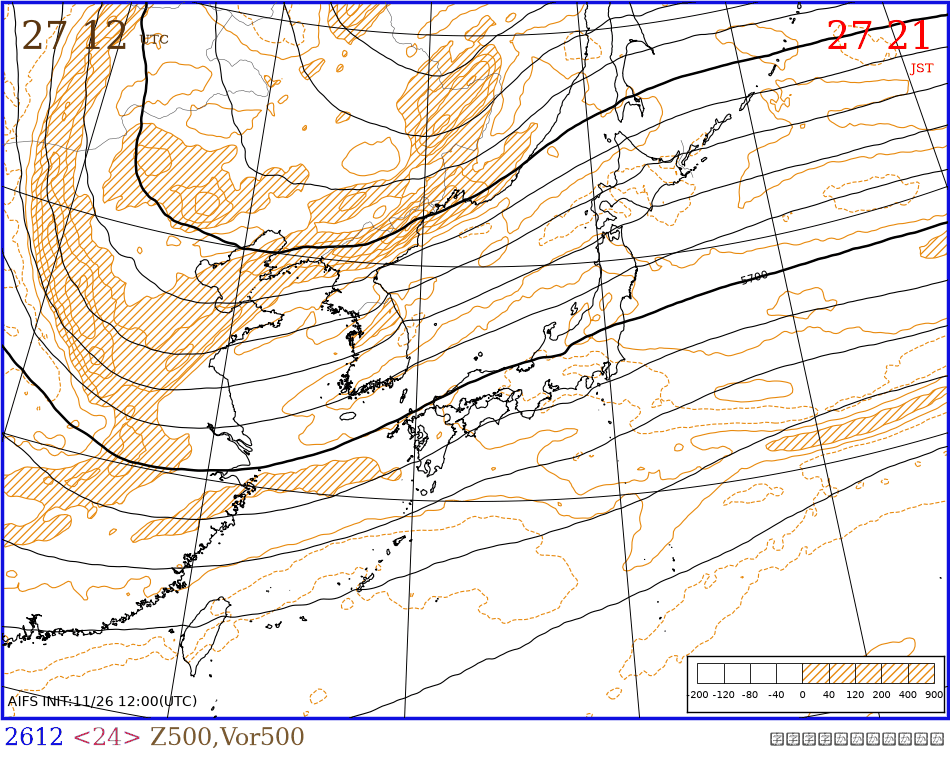 27 12 UTC
27 21
JST
5700
-200 -120 -80 -40 0 40 120 200 400 900
AIFS INIT:11/26 12:00(UTC)
2612 <24> Z500,Vor500